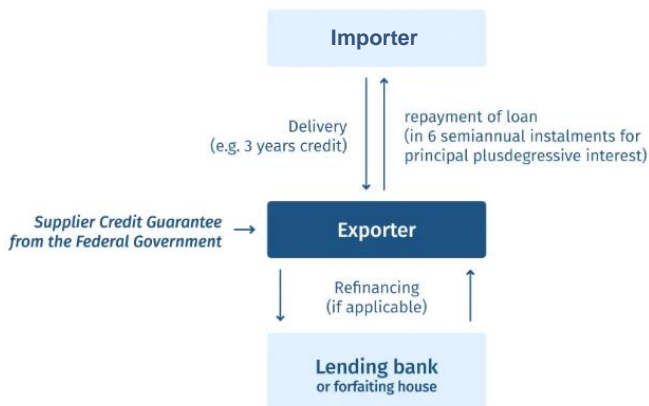 Importer
Delivery
(e.g. 3 years credit)
repayment of loan
(in 6 semiannual instalments for
principal plusdegressive interest)
Supplier Credit Guarantee
from the Federal Government
Exporter
Refinancing
(if applicable)
Lending bank
or forfaiting house